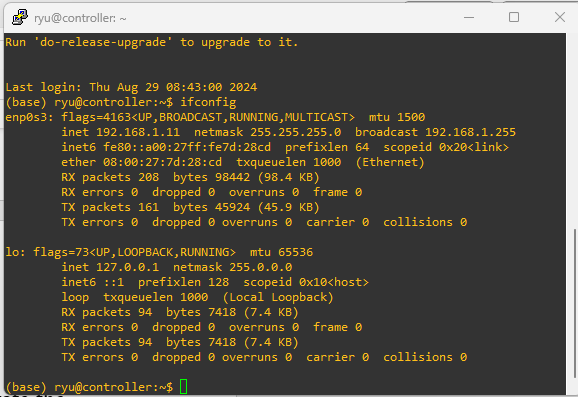 ryu@controller: ~
Run 'do-release-upgrade' to upgrade to it.
Last login: Thu Aug 29 08:43:00 2024
(base) ryu@controller:~$ ifconfig
enp0s3: flags=4163<UP,BROADCAST,RUNNING,MULTICAST>  mtu 1500
        inet 192.168.1.11  netmask 255.255.255.0  broadcast 192.168.1.255
        inet6 fe80::a00:27ff:fe7d:28cd  prefixlen 64  scopeid 0x20<link>
        ether 08:00:27:7d:28:cd  txqueuelen 1000  (Ethernet)
        RX packets 208  bytes 98442 (98.4 KB)
        RX errors 0  dropped 0  overruns 0  frame 0
        TX packets 161  bytes 45924 (45.9 KB)
        TX errors 0  dropped 0 overruns 0  carrier 0  collisions 0
lo: flags=73<UP,LOOPBACK,RUNNING>  mtu 65536
        inet 127.0.0.1  netmask 255.0.0.0
        inet6 ::1  prefixlen 128  scopeid 0x10<host>
        loop  txqueuelen 1000  (Local Loopback)
        RX packets 94  bytes 7418 (7.4 KB)
        RX errors 0  dropped 0  overruns 0  frame 0
        TX packets 94  bytes 7418 (7.4 KB)
        TX errors 0  dropped 0 overruns 0  carrier 0  collisions 0
(base) ryu@controller:~$